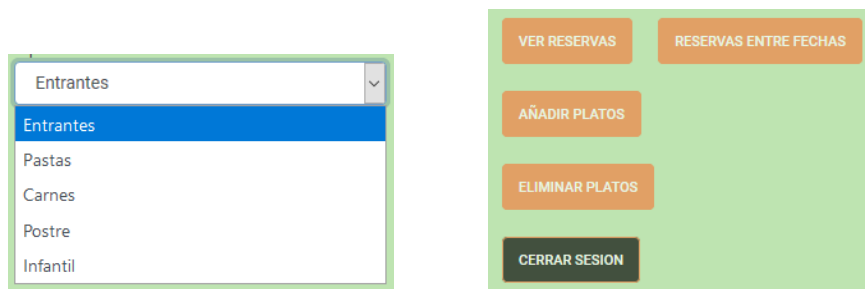 Entrantes
Entrantes
Pastas
Carnes
Postre
Infantil
VER RESERVAS
RESERVAS ENTRE FECHAS
AÑADIR PLATOS
ELIMINAR PLATOS
CERRAR SESION